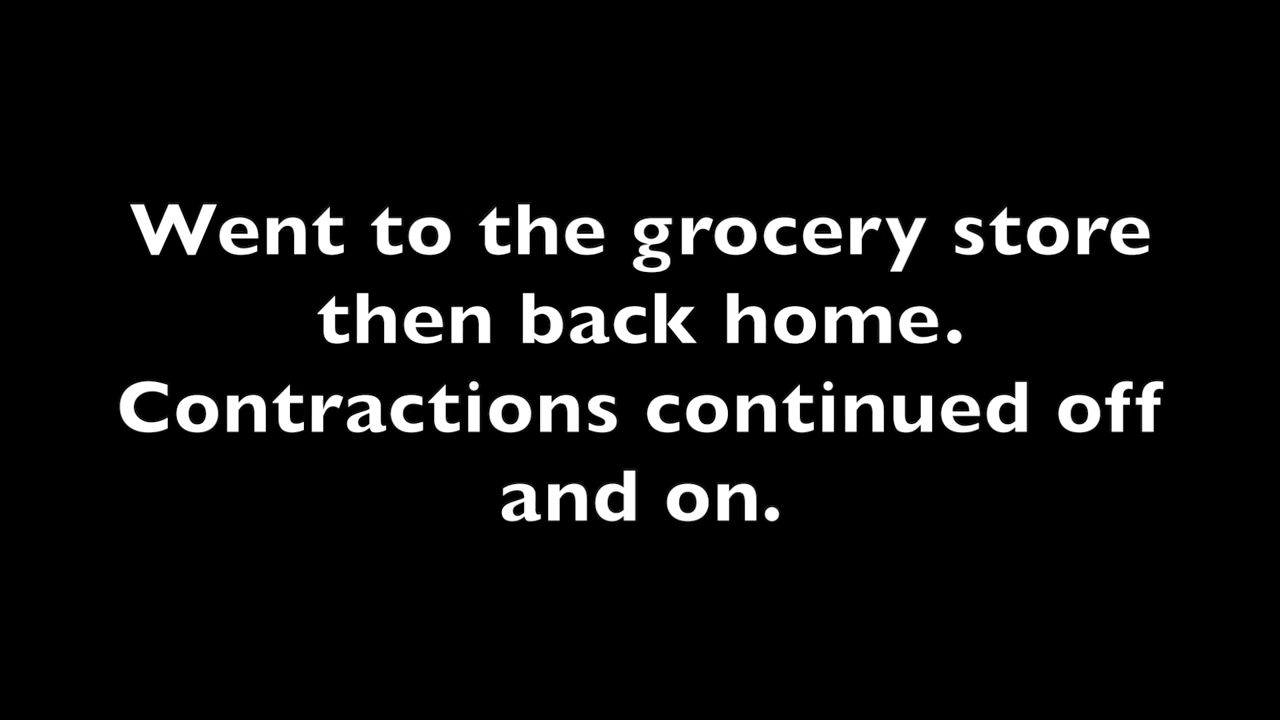 Went to the grocery store
then back home.
Contractions continued off
and on.